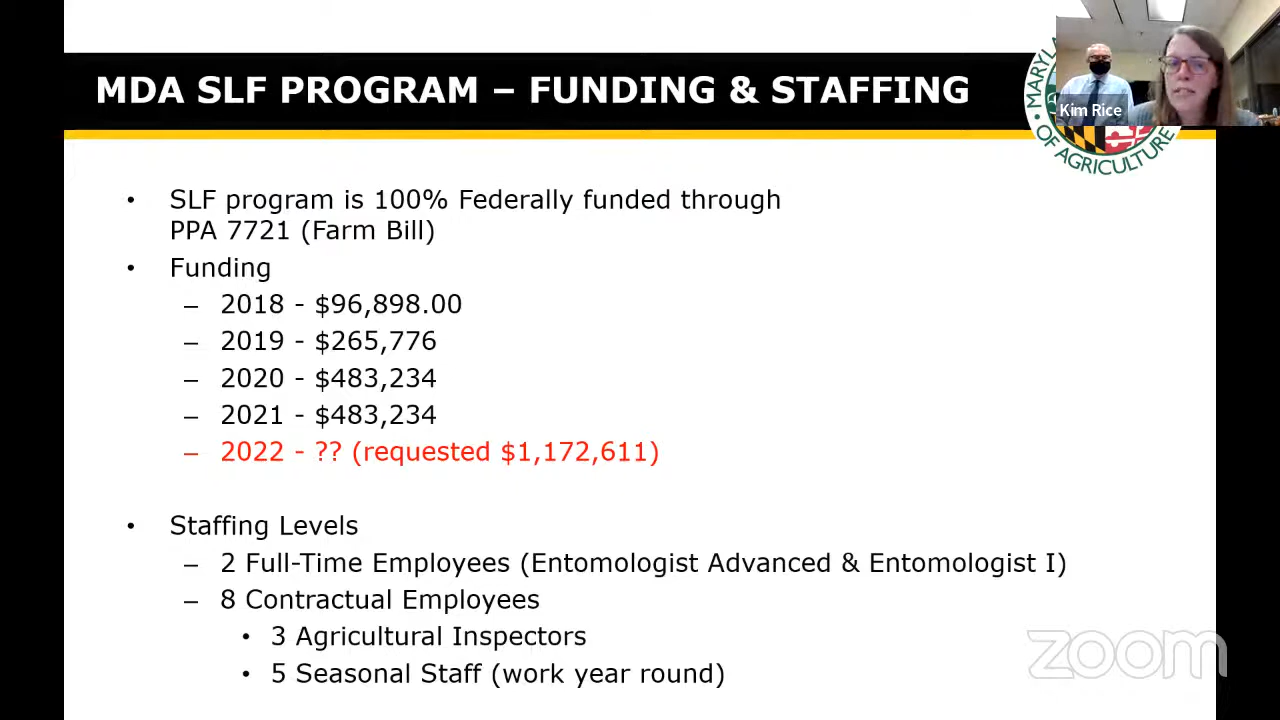 MDA SLF PROGRAM – FUNDING & STAFFING
MARYLA
OF AGRICULTURE
Kim Rice
• SLF program is 100% Federally funded through
PPA 7721 (Farm Bill)
• Funding
– 2018 - $96,898.00
– 2019 - $265,776
– 2020 - $483,234
– 2021 - $483,234
– 2022 - ?? (requested $1,172,611)
• Staffing Levels
– 2 Full-Time Employees (Entomologist Advanced & Entomologist I)
– 8 Contractual Employees
• 3 Agricultural Inspectors
• 5 Seasonal Staff (work year round)
zoom